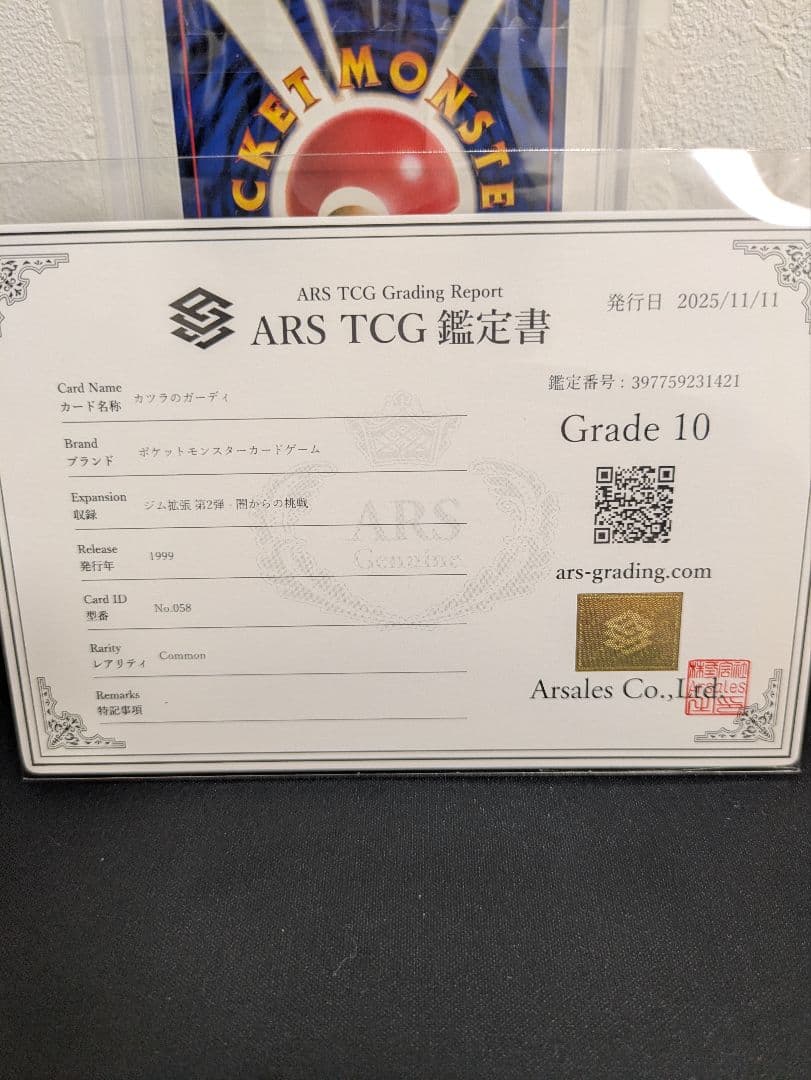 CKET MONSTE
ARS TCG Grading Report
ARS TCG 鑑定書
発行日 2025/11/11
Card Name
カード名称
カツラのガーディ
Brand
ブランド
ポケットモンスターカードゲーム
Expansion
収録
ジム拡張 第2弾 - 闇からの挑戦
Release
発行年
1999
Card ID
型番
No.058
Rarity
レアリティ
Common
Remarks
特記事項
-
鑑定番号 : 397759231421
Grade 10
ars-grading.com
Arsales Co.,Ltd.
ARS
Genuine
株式会社
Arsales